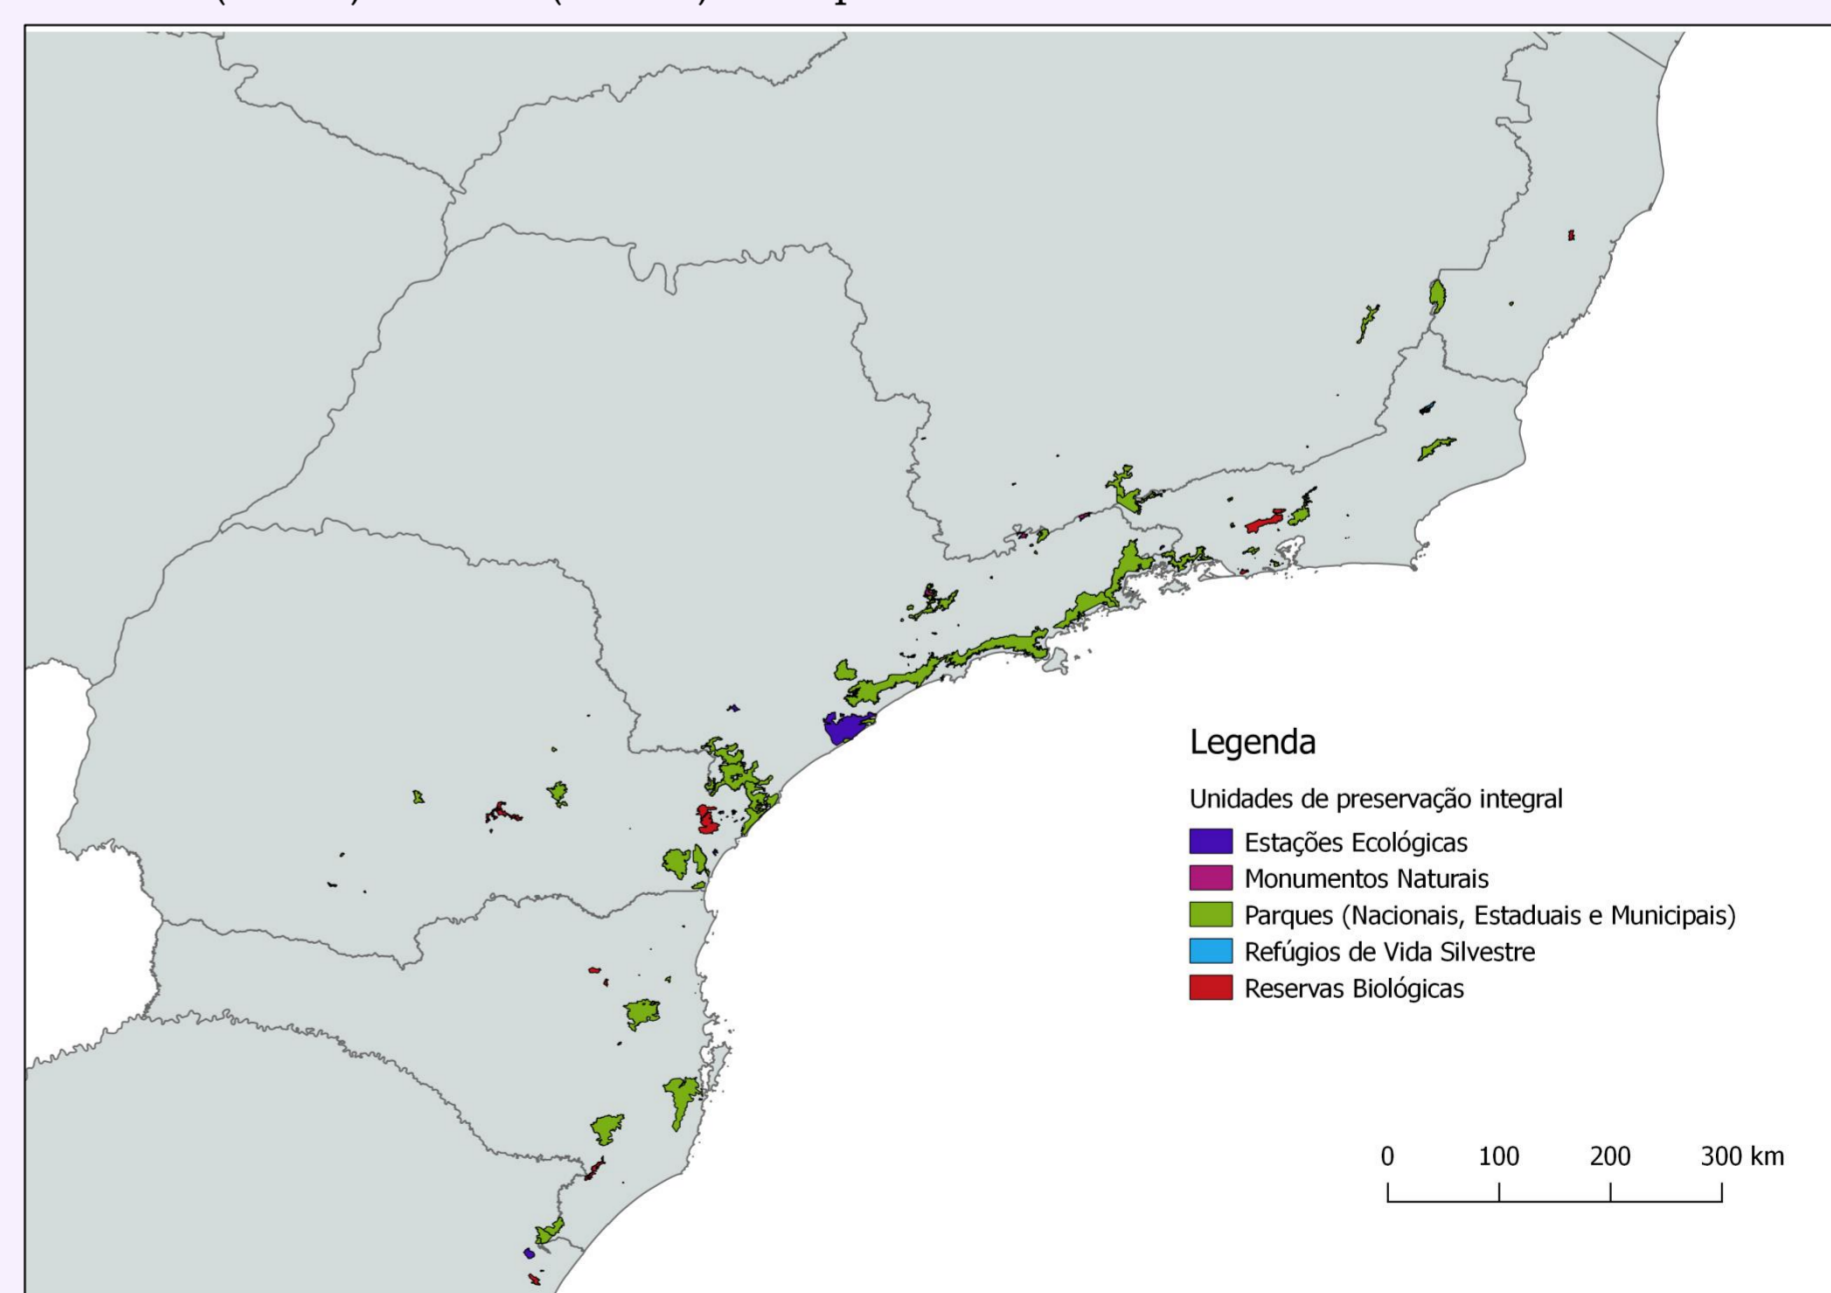 Legenda
Unidades de preservação integral
Estações Ecológicas
Monumentos Naturais
Parques (Nacionais, Estaduais e Municipais)
Refúgios de Vida Silvestre
Reservas Biológicas
0 100 200 300 km